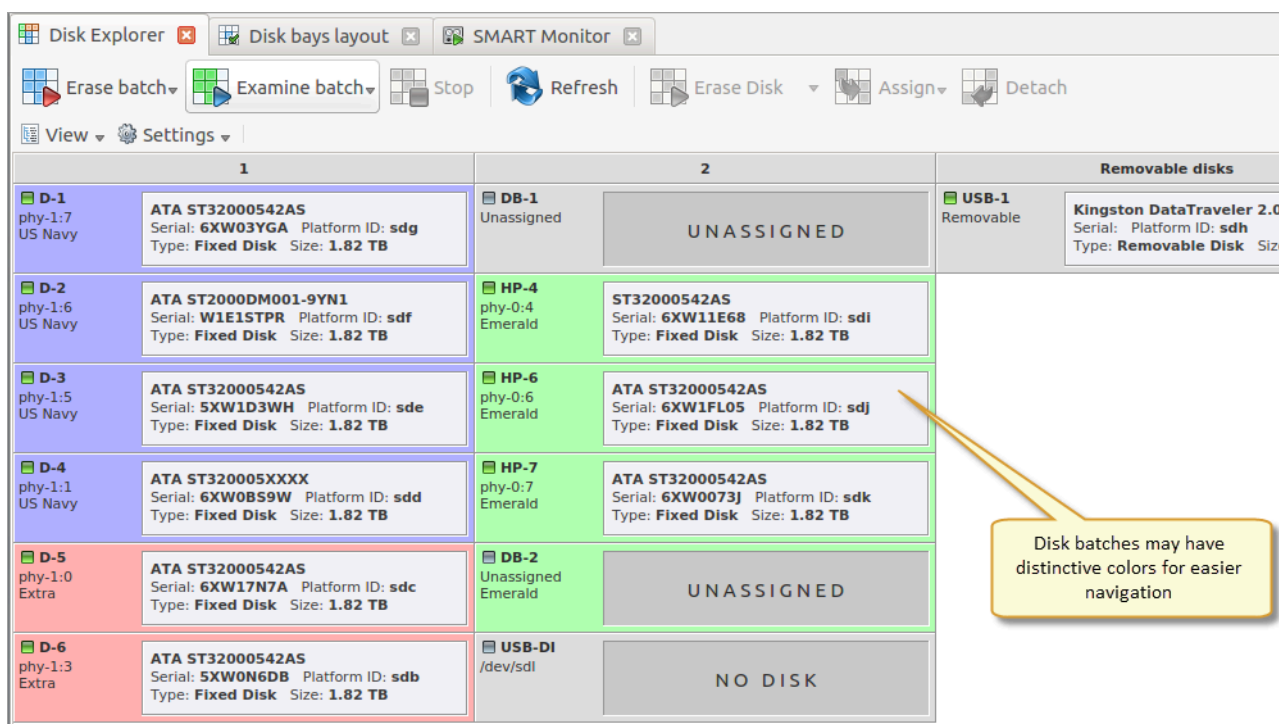 Disk Explorer
Disk bays layout
SMART Monitor
Erase batch
Examine batch
Stop
Refresh
Erase Disk
Assign
Detach
View
Settings
1
2
Removable disks
D-1
phy-1:7
US Navy
ATA ST32000542AS
Serial: 6XW03YGA Platform ID: sdg
Type: Fixed Disk Size: 1.82 TB
DB-1
Unassigned
UNASSIGNED
USB-1
Removable
Kingston DataTraveler 2.0
Serial: Platform ID: sdh
Type: Removable Disk
D-2
phy-1:6
US Navy
ATA ST2000DM001-9YN1
Serial: W1E1STPR Platform ID: sdf
Type: Fixed Disk Size: 1.82 TB
HP-4
phy-0:4
Emerald
ST32000542AS
Serial: 6XW11E68 Platform ID: sdi
Type: Fixed Disk Size: 1.82 TB
D-3
phy-1:5
US Navy
ATA ST32000542AS
Serial: 5XW1D3WH Platform ID: sde
Type: Fixed Disk Size: 1.82 TB
HP-6
phy-0:6
Emerald
ATA ST32000542AS
Serial: 6XW1FL05 Platform ID: sdj
Type: Fixed Disk Size: 1.82 TB
D-4
phy-1:1
US Navy
ATA ST320005XXXX
Serial: 6XW0BS9W Platform ID: sdd
Type: Fixed Disk Size: 1.82 TB
HP-7
phy-0:7
Emerald
ATA ST32000542AS
Serial: 6XW0073J Platform ID: sdk
Type: Fixed Disk Size: 1.82 TB
Disk batches may have
distinctive colors for easier
navigation
D-5
phy-1:0
Extra
ATA ST32000542AS
Serial: 6XW17N7A Platform ID: sdc
Type: Fixed Disk Size: 1.82 TB
DB-2
Unassigned
Emerald
UNASSIGNED
D-6
phy-1:3
Extra
ATA ST32000542AS
Serial: 5XW0N6DB Platform ID: sdb
Type: Fixed Disk Size: 1.82 TB
USB-DI
/dev/sdl
NO DISK